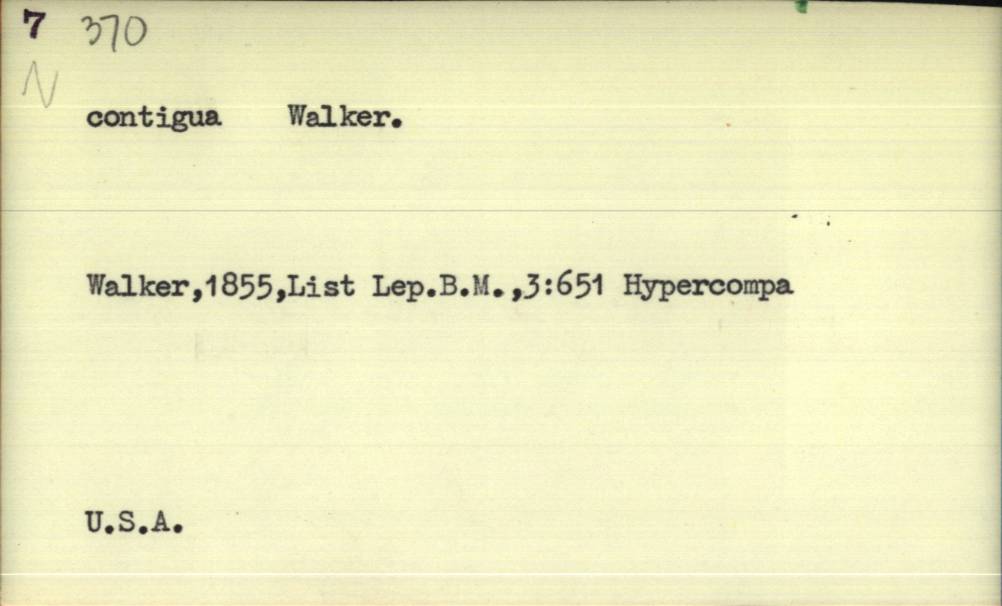 7 370
N
contigua Walker.
Walker,1855,List Lep.B.M.,3:651 Hypercompa
U.S.A.